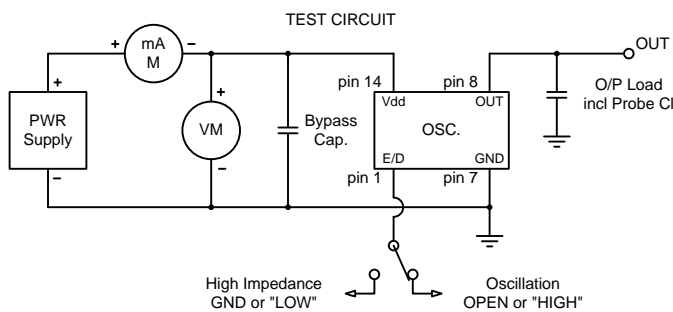 TEST CIRCUIT
+
mA
M
−
OUT
+
PWR
Supply
−
+
VM
−
Bypass
Cap.
pin 14
pin 8
Vdd
OUT
OSC.
E/D
GND
pin 1
pin 7
O/P Load
incl Probe Cl
High Impedance
GND or "LOW"
Oscillation
OPEN or "HIGH"